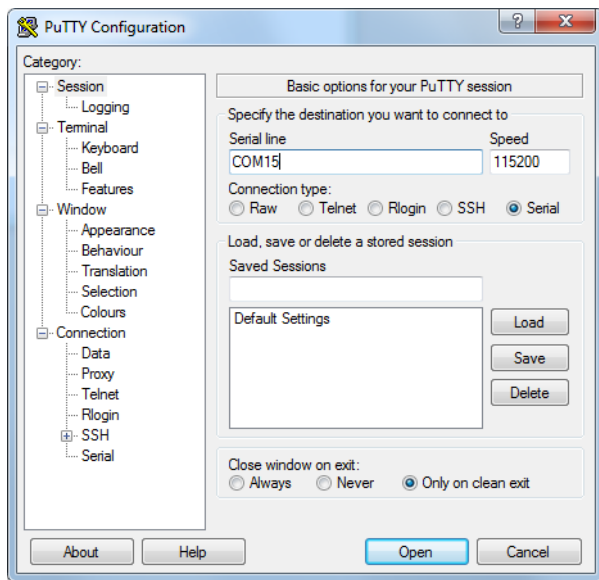 PuTTY Configuration
?
X
Category:
Session
Logging
Terminal
Keyboard
Bell
Features
Window
Appearance
Behaviour
Translation
Selection
Colours
Connection
Data
Proxy
Telnet
Rlogin
SSH
Serial
Basic options for your PuTTY session
Specify the destination you want to connect to
Serial line Speed
COM15 115200
Connection type:
Raw Telnet Rlogin SSH Serial
Load, save or delete a stored session
Saved Sessions
Default Settings
Load
Save
Delete
Close window on exit:
Always Never Only on clean exit
About Help Open Cancel